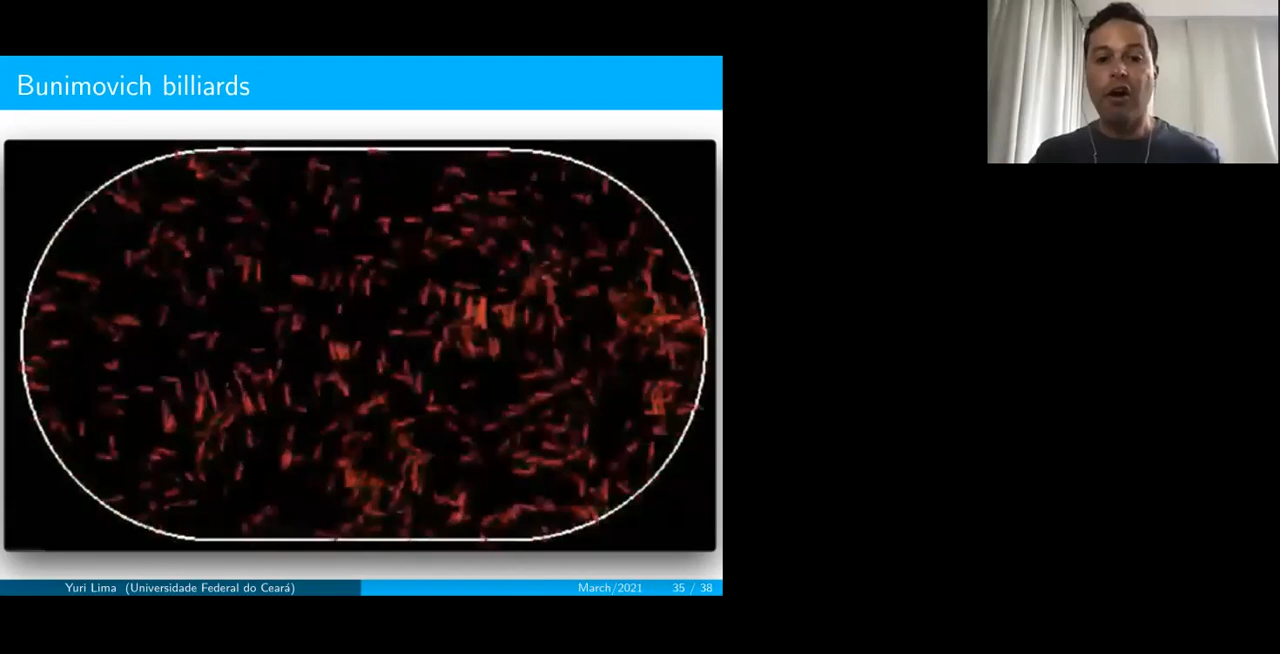 Bunimovich billiards
Yuri Lima (Universidade Federal do Ceará)
March/2021
35 / 38